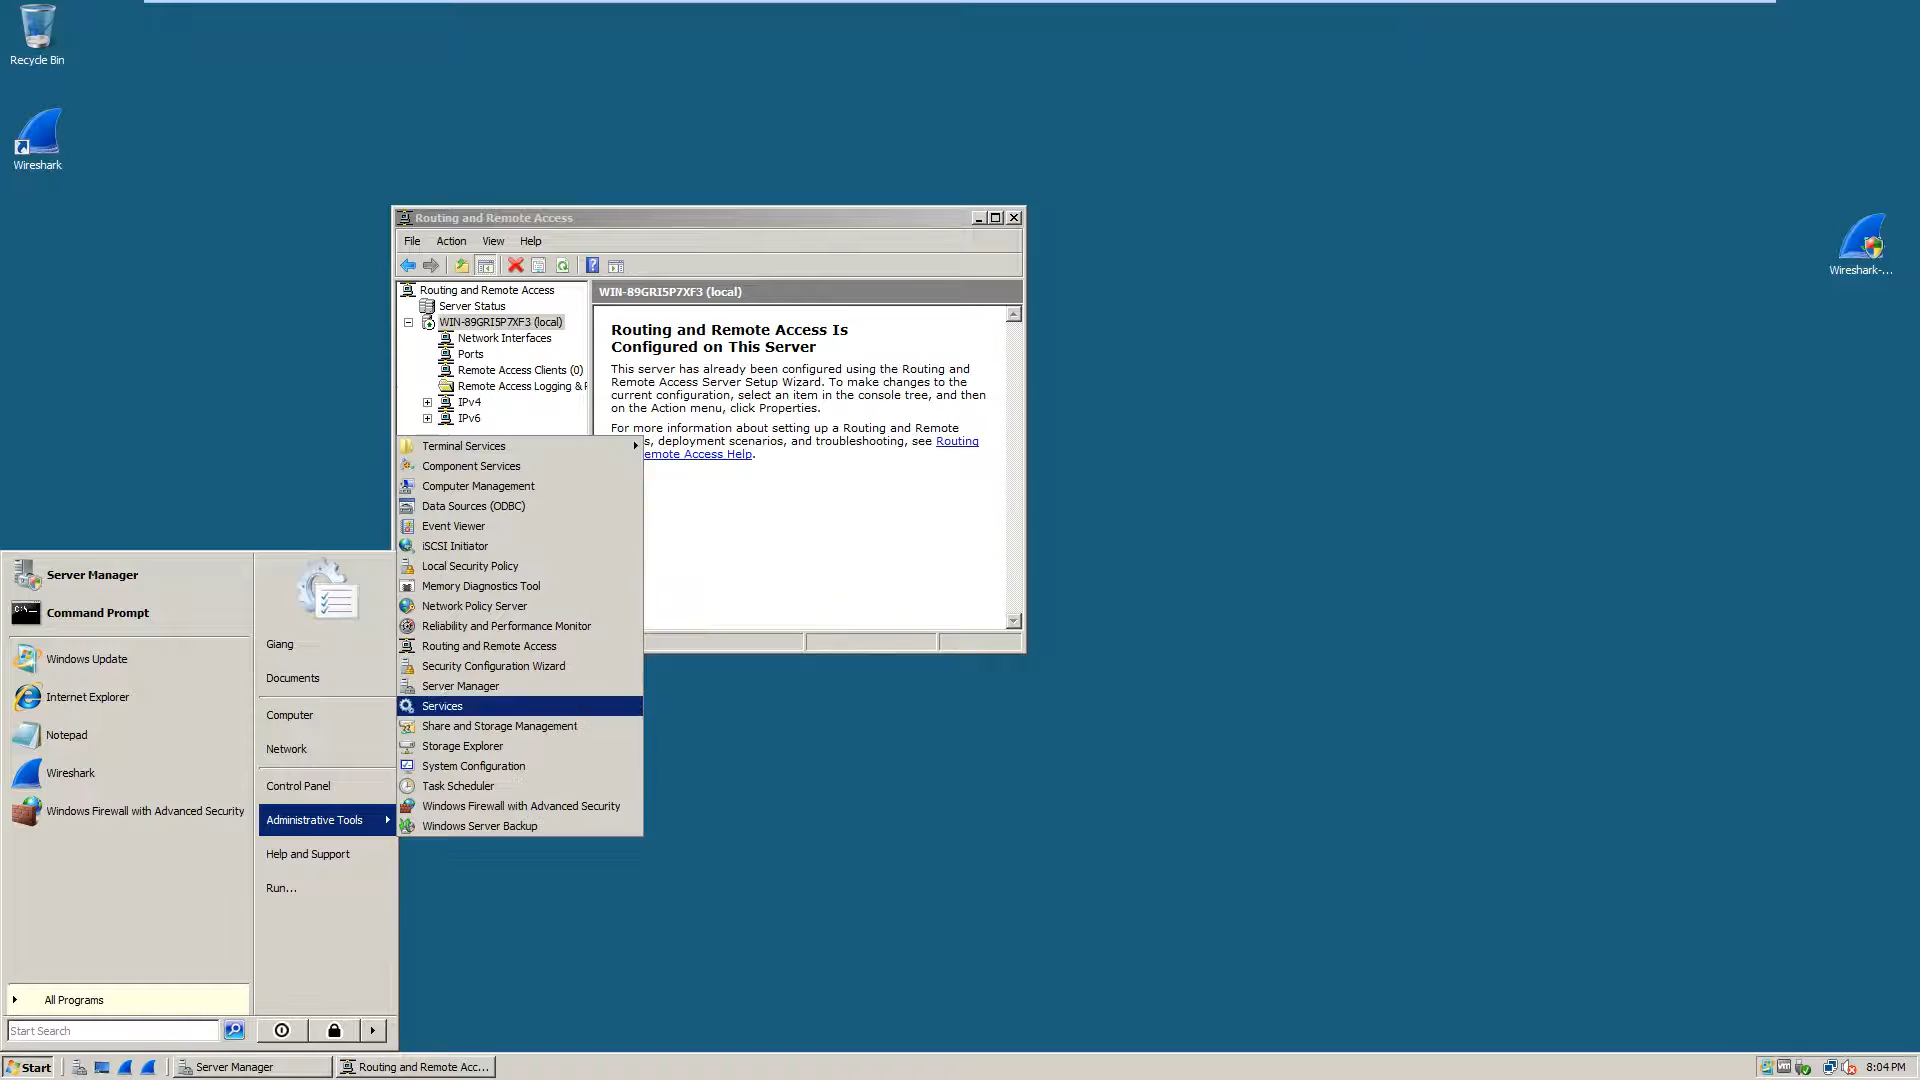 Recycle Bin
Wireshark
Wireshark-...
Routing and Remote Access
File Action View Help
Routing and Remote Access
Server Status
WIN-89GRI5P7XF3 (local)
Network Interfaces
Ports
Remote Access Clients (0)
Remote Access Logging &
IPv4
IPv6
WIN-89GRI5P7XF3 (local)
Routing and Remote Access Is
Configured on This Server
This server has already been configured using the Routing and
Remote Access Server Setup Wizard. To make changes to the
current configuration, select an item in the console tree, and then
on the Action menu, click Properties.
For more information about setting up a Routing and Remote
s, deployment scenarios, and troubleshooting, see Routing
emote Access Help.
Terminal Services
Component Services
Computer Management
Data Sources (ODBC)
Event Viewer
iSCSI Initiator
Local Security Policy
Memory Diagnostics Tool
Network Policy Server
Reliability and Performance Monitor
Routing and Remote Access
Security Configuration Wizard
Server Manager
Services
Share and Storage Management
Storage Explorer
System Configuration
Task Scheduler
Windows Firewall with Advanced Security
Windows Server Backup
Server Manager
Command Prompt
Windows Update
Internet Explorer
Notepad
Wireshark
Windows Firewall with Advanced Security
All Programs
Start Search
Giang
Documents
Computer
Network
Control Panel
Administrative Tools
Help and Support
Run...
Start
Server Manager
Routing and Remote Acc...
8:04 PM